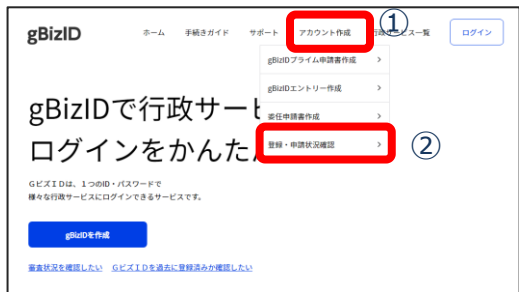 gBizID ホーム 手続きガイド サポート アカウント作成 ① 行政サービス一覧 ログイン
gBizIDプライム申請書作成 >
gBizIDエントリー作成 >
委任申請書作成 >
登録・申請状況確認 > ②
gBizIDで行政サー
ログインをかんた
GビズIDは、1つのID・パスワードで
様々な行政サービスにログインできるサービスです。
gBizIDを作成
審査状況を確認したい GビズIDを過去に登録済みか確認したい